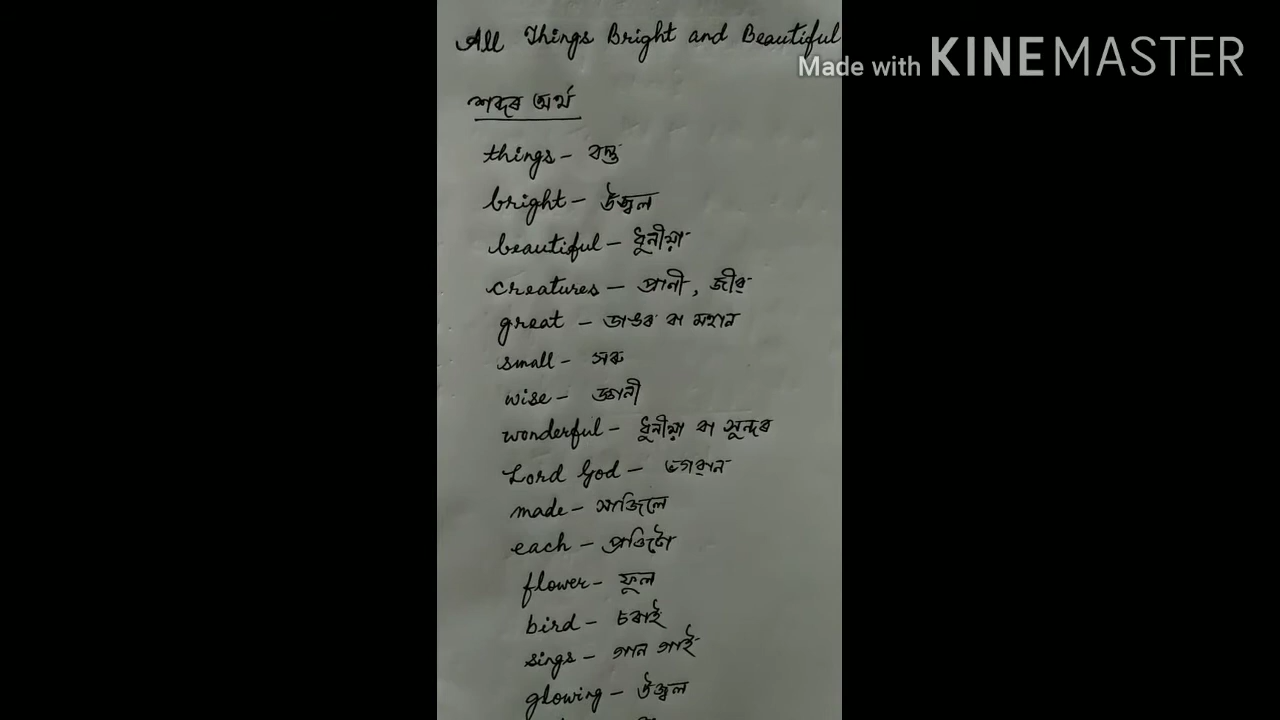 All Things Bright and Beautiful
Made with KINEMASTER
শব্দৰ অৰ্থ
things - বস্তু
bright - উজ্বল
beautiful - ধুনীয়া
creatures - প্ৰানী, জীৱ
great - ডাঙৰ বা মহান
small - সৰু
wise - জ্ঞানী
wonderful - ধুনীয়া বা সুন্দৰ
Lord God - ভগৱান
made - সাজিলে
each - প্ৰতিটো
flower - ফুল
bird - চৰাই
sings - গান গাই
glowing - উজ্বল